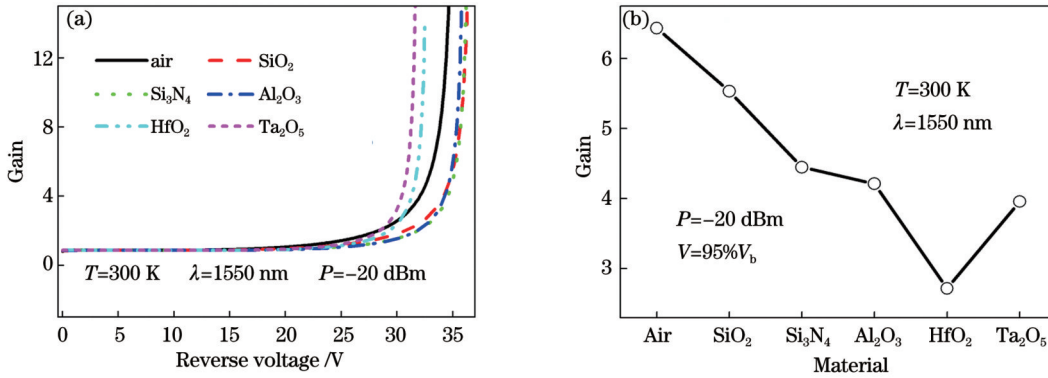 (a)
12
8
4
0
Gain
air
SiO₂
Si₃N₄
Al₂O₃
HfO₂
Ta₂O₅
T=300 K λ=1550 nm P=−20 dBm
0 5 10 15 20 25 30 35
Reverse voltage /V
(b)
6
5
4
3
Gain
T=300 K
λ=1550 nm
P=−20 dBm
V=95%V_b
Air SiO₂ Si₃N₄ Al₂O₃ HfO₂ Ta₂O₅
Material